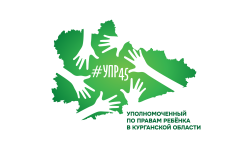 #УПР45
УПОЛНОМОЧЕННЫЙ
ПО ПРАВАМ РЕБЁНКА
В КУРГАНСКОЙ ОБЛАСТИ